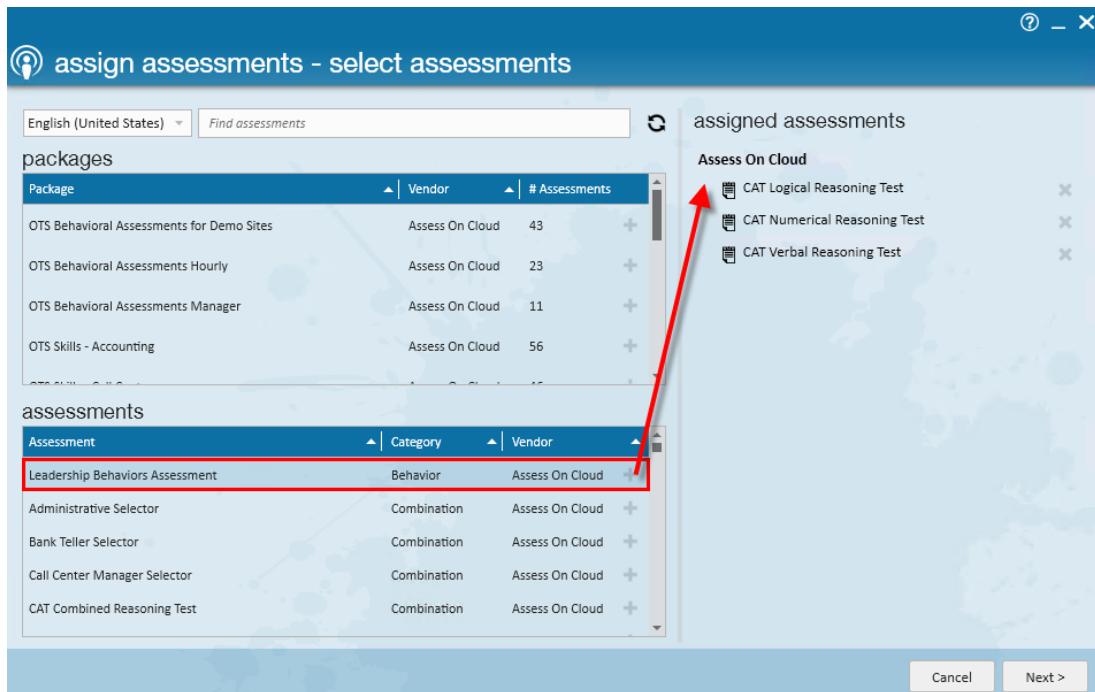 assign assessments - select assessments
English (United States) Find assessments
packages
Package Vendor # Assessments
OTS Behavioral Assessments for Demo Sites Assess On Cloud 43
OTS Behavioral Assessments Hourly Assess On Cloud 23
OTS Behavioral Assessments Manager Assess On Cloud 11
OTS Skills - Accounting Assess On Cloud 56
assessments
Assessment Category Vendor
Leadership Behaviors Assessment Behavior Assess On Cloud
Administrative Selector Combination Assess On Cloud
Bank Teller Selector Combination Assess On Cloud
Call Center Manager Selector Combination Assess On Cloud
CAT Combined Reasoning Test Combination Assess On Cloud
assigned assessments
Assess On Cloud
CAT Logical Reasoning Test
CAT Numerical Reasoning Test
CAT Verbal Reasoning Test
Cancel Next >